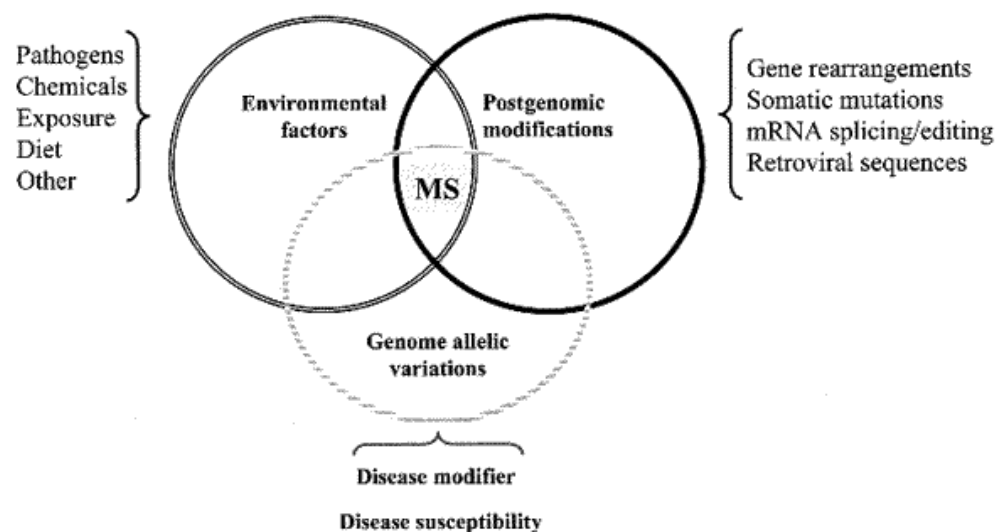 Pathogens
Chemicals
Exposure
Diet
Other
Environmental
factors
Postgenomic
modifications
Gene rearrangements
Somatic mutations
mRNA splicing/editing
Retroviral sequences
MS
Genome allelic
variations
Disease modifier
Disease susceptibility